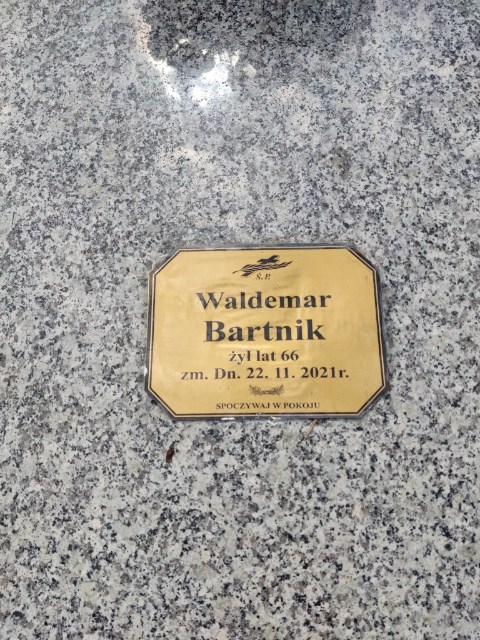 Ś. P.
Waldemar
Bartnik
żył lat 66
zm. Dn. 22. 11. 2021r.
SPOCZYWAJ W POKOJU